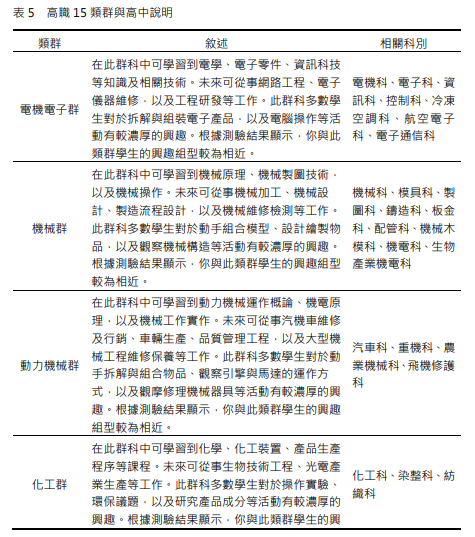 表 5 高職 15 類群與高中說明
類群 敘述 相關科別
電機電子群
在此群科中可學習到電學、電子零件、資訊科技
等知識及相關技術。未來可從事網路工程、電子
儀器維修，以及工程研發等工作。此群科多數學
生對於拆解與組裝電子產品，以及電腦操作等活
動有較濃厚的興趣。根據測驗結果顯示，你與此
類群學生的興趣組型較為相近。
電機科、電子科、資
訊科、控制科、冷凍
空調科、航空電子
科、電子通信科
機械群
在此群科中可學習到機械原理、機械製圖技術，
以及機械操作。未來可從事機械加工、機械設
計、製造流程設計，以及機械維修檢測等工作。
此群科多數學生對於動手組合模型、設計繪製物
品，以及觀察機械構造等活動有較濃厚的興趣。
根據測驗結果顯示，你與此類群學生的興趣組型
較為相近。
機械科、模具科、製
圖科、鑄造科、板金
科、配管科、機械木
模科、機電科、生物
產業機電科
動力機械群
在此群科中可學習到動力機械運作概論、機電原
理，以及機械工作實作。未來可從事汽機車維修
及行銷、車輛生產、品質管理工程，以及大型機
械工程維修保養等工作。此群科多數學生對於動
手拆解與組合物品、觀察引擎與馬達的運作方
式，以及觀摩修理機械器具等活動有較濃厚的興
趣。根據測驗結果顯示，你與此類群學生的興趣
組型較為相近。
汽車科、重機科、農
業機械科、飛機修護
科
化工群
在此群科中可學習到化學、化工裝置、產品生產
程序等課程。未來可從事生物技術工程、光電產
業生產等工作。此群科多數學生對於操作實驗、
環保議題，以及研究產品成分等活動有較濃厚的
興趣。根據測驗結果顯示，你與此類群學生的興
化工科、染整科、紡
織科